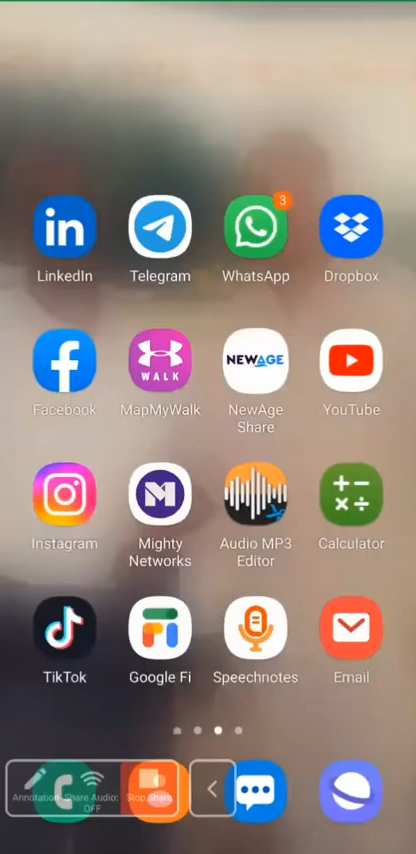 3
in
LinkedIn Telegram WhatsApp Dropbox
WALK NEWAGE
Facebook MapMyWalk NewAge Share YouTube
Instagram Mighty Networks Audio MP3 Editor Calculator
TikTok Google Fi Speechnotes Email
Annotation Share Audio: OFF Stop Share